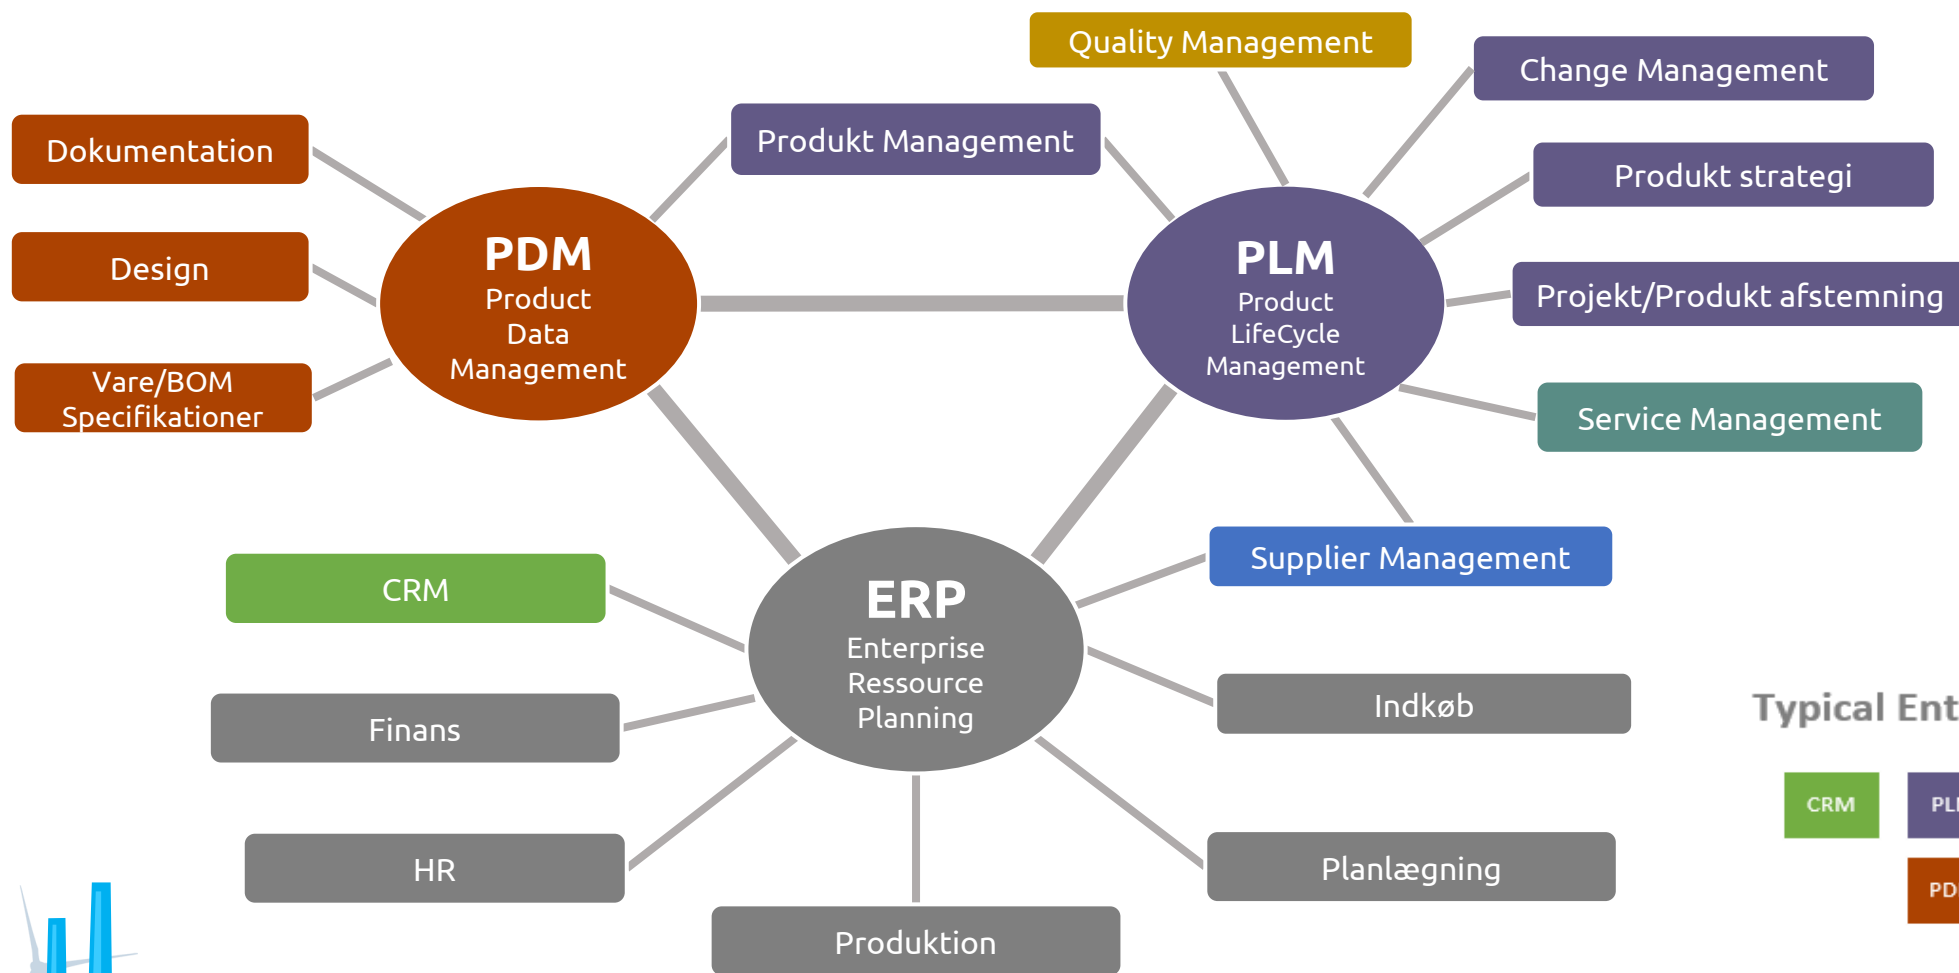 Quality Management
Change Management
Dokumentation
Produkt Management
Produkt strategi
Design
PDM
Product
Data
Management
PLM
Product
LifeCycle
Management
Projekt/Produkt afstemning
Vare/BOM
Specifikationer
Service Management
CRM
ERP
Enterprise
Ressource
Planning
Supplier Management
Finans
Indkøb
Typical Ent
HR
Planlægning
CRM
PL
PD
Produktion